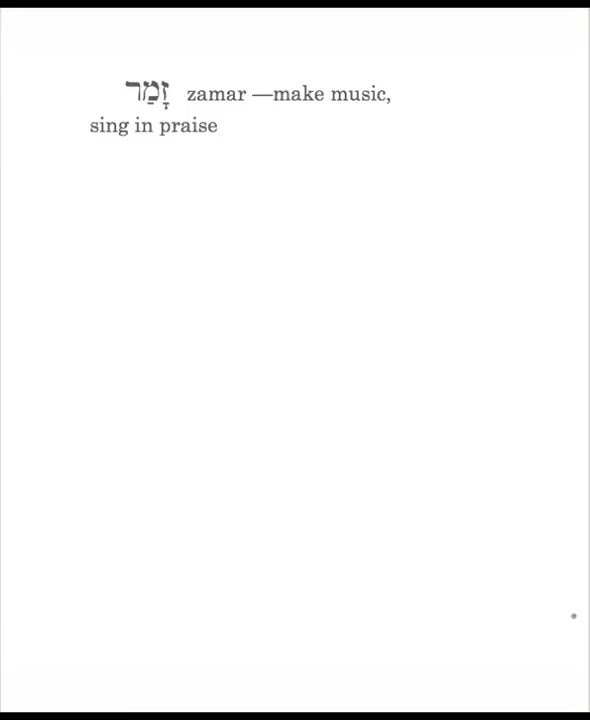 זָמַר zamar —make music,
sing in praise